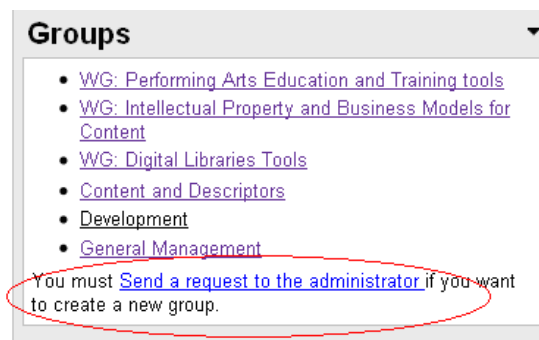 Groups
WG: Performing Arts Education and Training tools
WG: Intellectual Property and Business Models for
Content
WG: Digital Libraries Tools
Content and Descriptors
Development
General Management
You must Send a request to the administrator if you want
to create a new group.